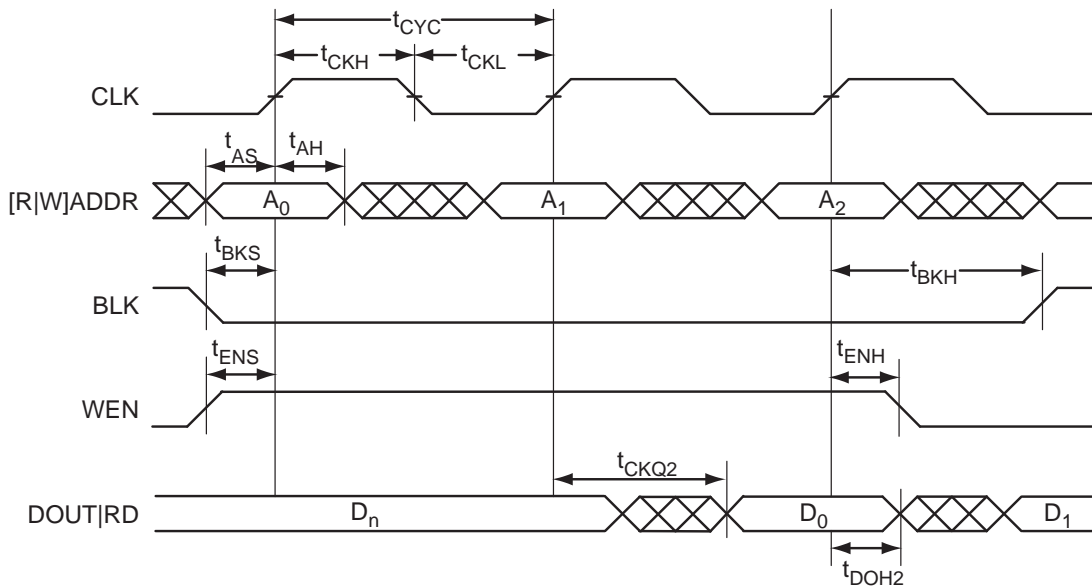 tCYC
tCKH tCKL
CLK
tAS tAH
[R|W]ADDR A0 A1 A2
tBKS tBKH
BLK
tENS tENH
WEN
tCKQ2
DOUT|RD Dn D0 D1
tDOH2